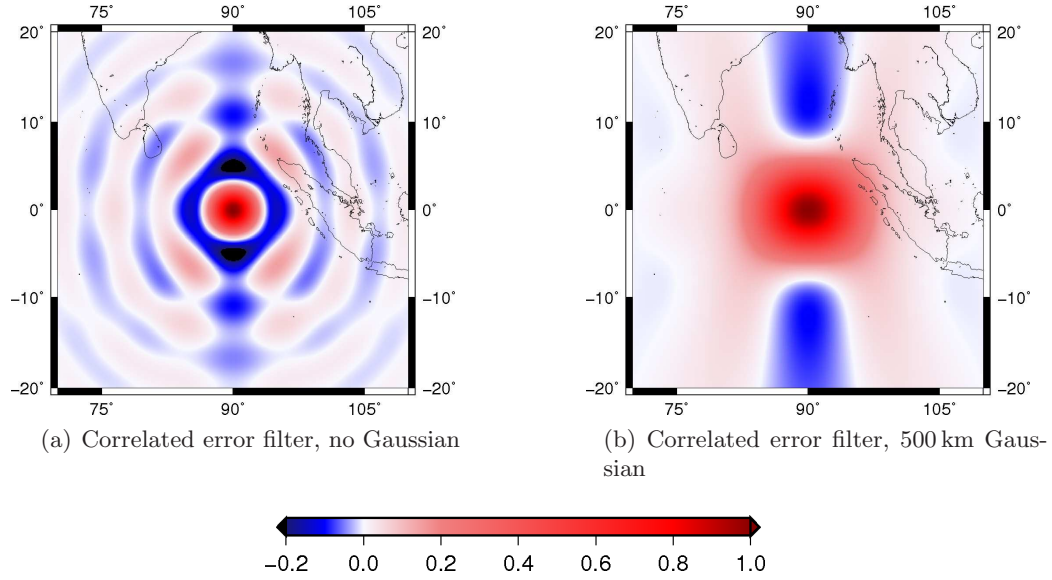 75˚ 90˚ 105˚ 75˚ 90˚ 105˚
20˚ 20˚ 20˚ 20˚
10˚ 10˚ 10˚ 10˚
0˚ 0˚ 0˚ 0˚
−10˚ −10˚ −10˚ −10˚
−20˚ −20˚ −20˚ −20˚
75˚ 90˚ 105˚ 75˚ 90˚ 105˚
(a) Correlated error filter, no Gaussian
(b) Correlated error filter, 500 km Gaus-
sian
−0.2 0.0 0.2 0.4 0.6 0.8 1.0